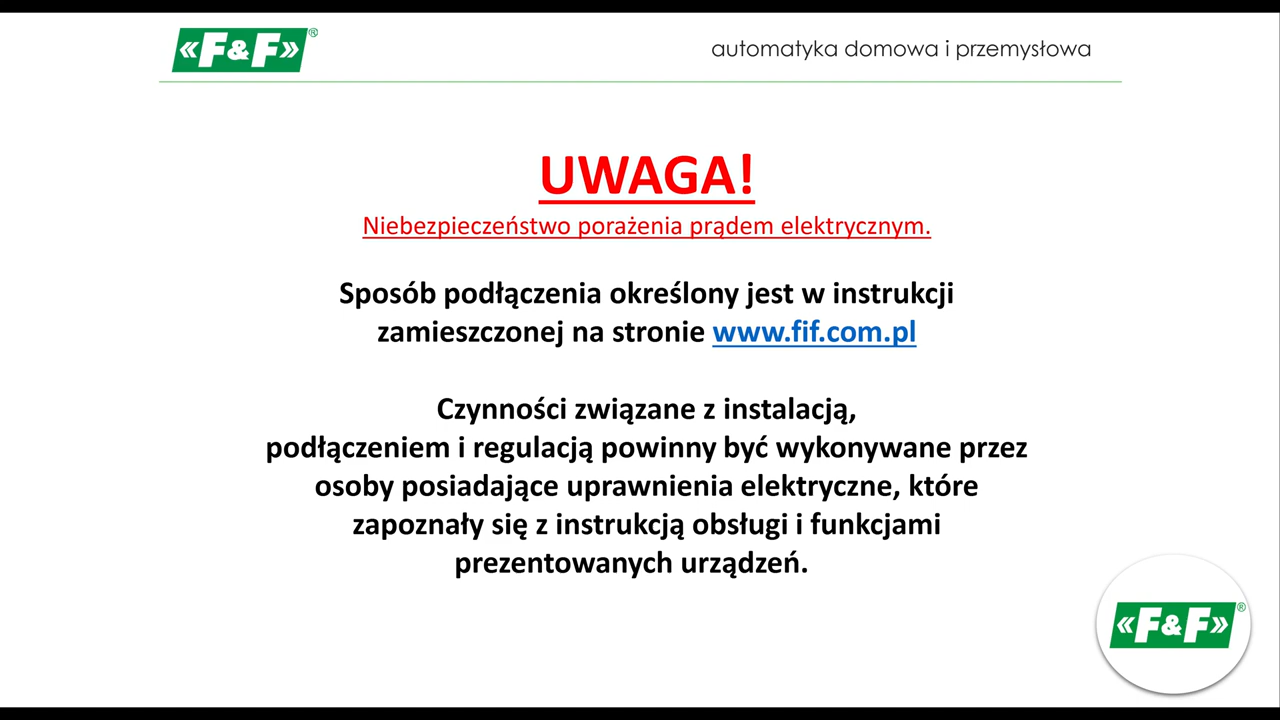 «F&F»®
automatyka domowa i przemysłowa
UWAGA!
Niebezpieczeństwo porażenia prądem elektrycznym.
Sposób podłączenia określony jest w instrukcji
zamieszczonej na stronie www.fif.com.pl
Czynności związane z instalacją,
podłączeniem i regulacją powinny być wykonywane przez
osoby posiadające uprawnienia elektryczne, które
zapoznały się z instrukcją obsługi i funkcjami
prezentowanych urządzeń.
«F&F»®